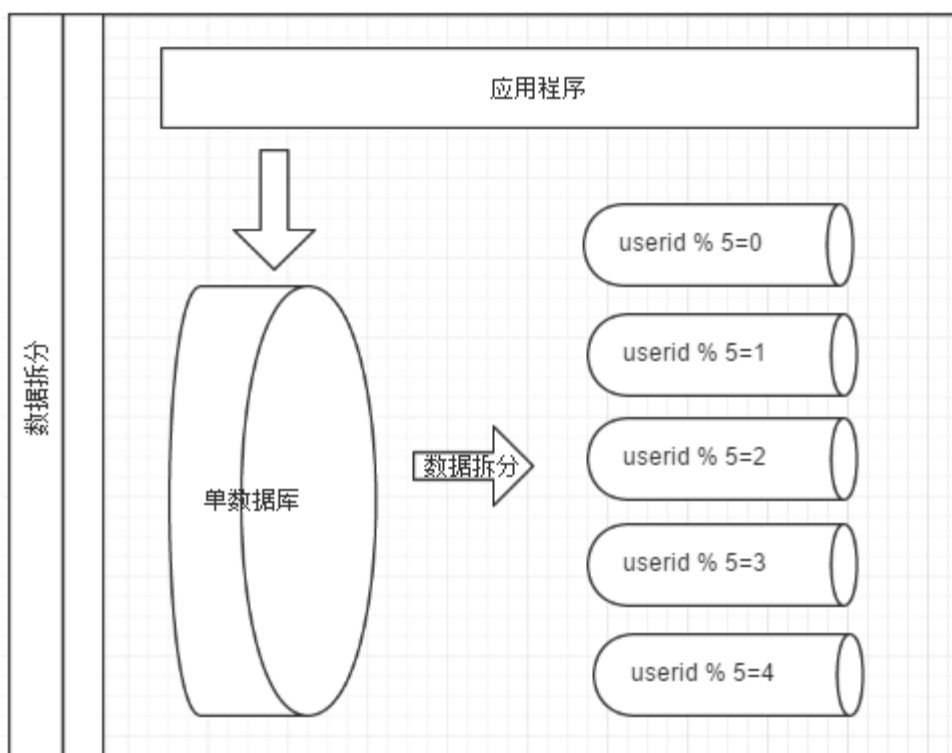 数据拆分
应用程序
单数据库
数据拆分
userid % 5=0
userid % 5=1
userid % 5=2
userid % 5=3
userid % 5=4